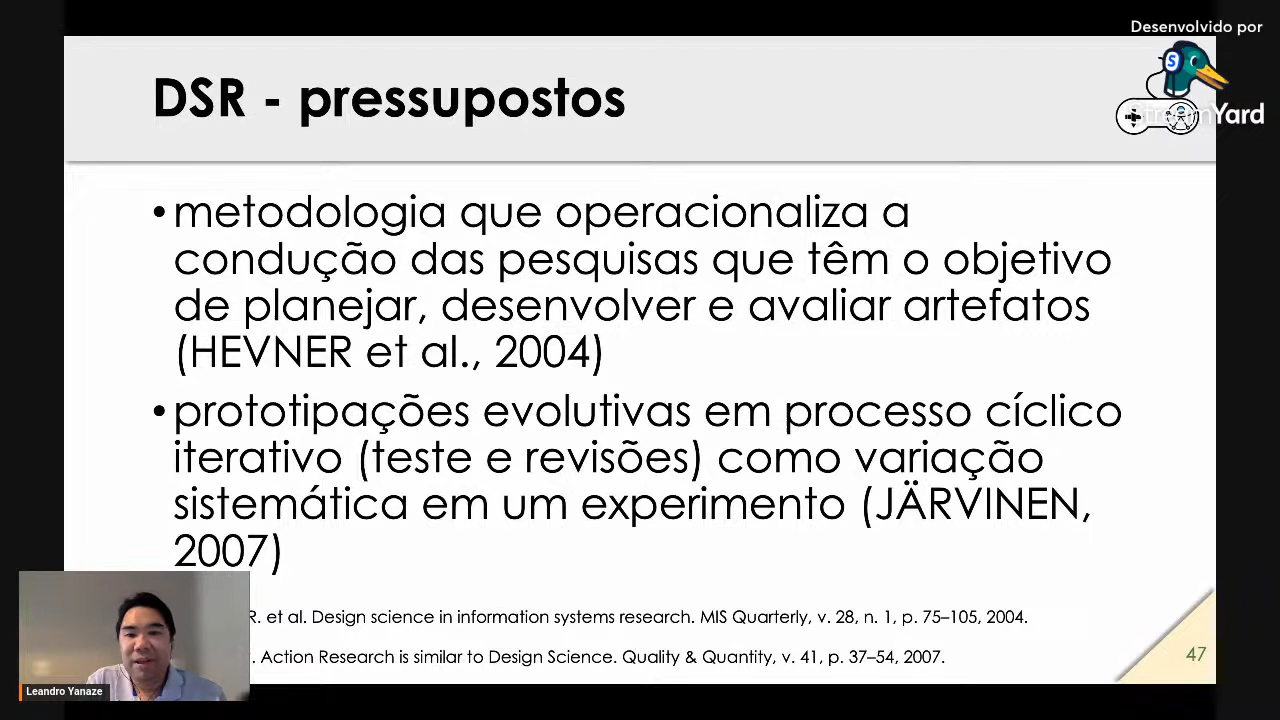 Desenvolvido por
StreamYard
DSR - pressupostos
• metodologia que operacionaliza a
condução das pesquisas que têm o objetivo
de planejar, desenvolver e avaliar artefatos
(HEVNER et al., 2004)
• prototipações evolutivas em processo cíclico
iterativo (teste e revisões) como variação
sistemática em um experimento (JÄRVINEN,
2007)
R. et al. Design science in information systems research. MIS Quarterly, v. 28, n. 1, p. 75–105, 2004.
. Action Research is similar to Design Science. Quality & Quantity, v. 41, p. 37–54, 2007.
47
Leandro Yanaze